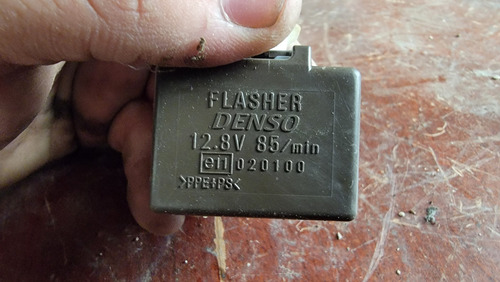 FLASHER
DENSO
12.8V 85/min
e11 020100
>PPE+PS<